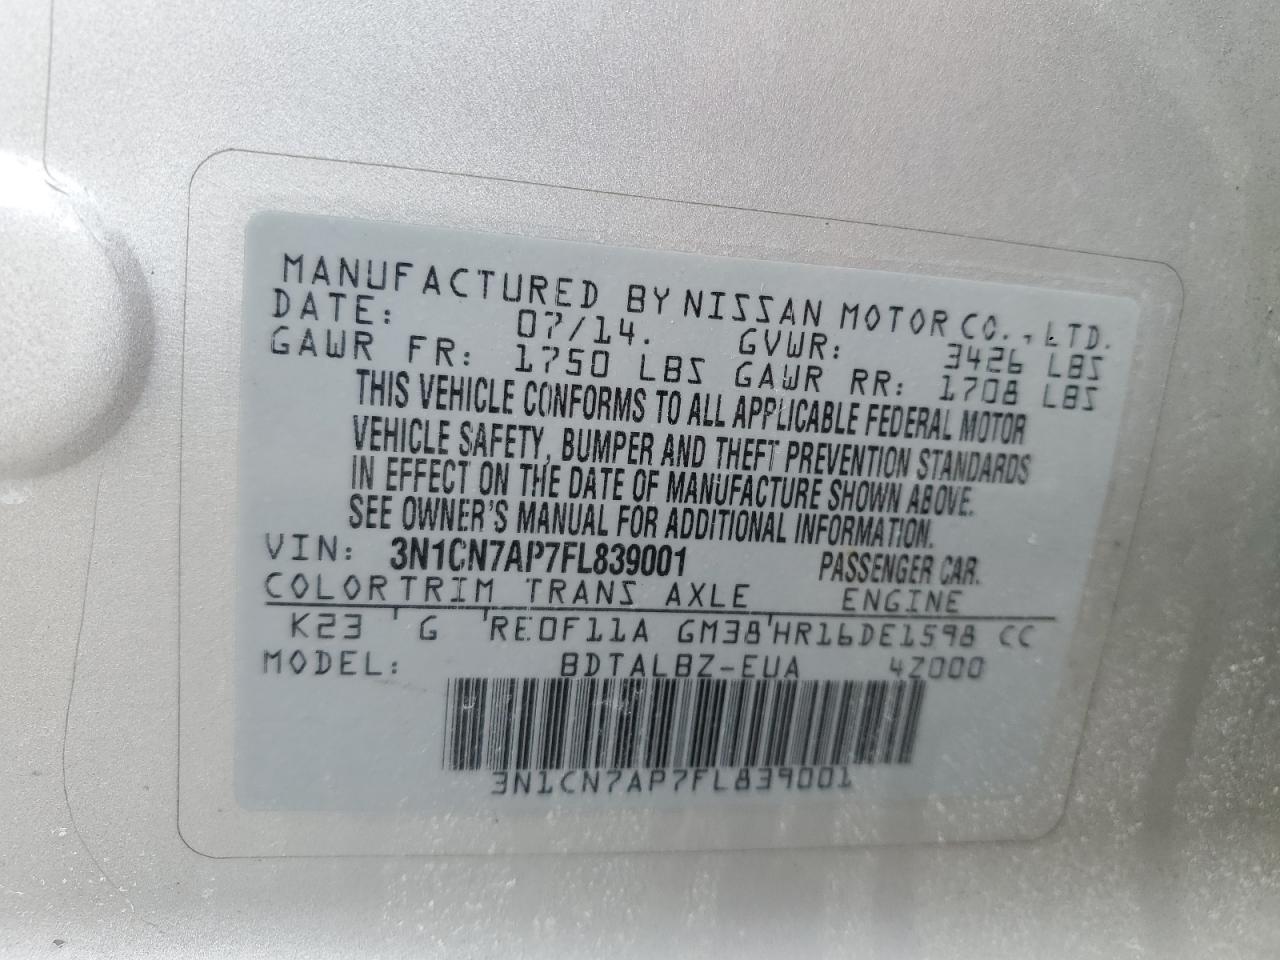 MANUFACTURED BY NISSAN MOTOR CO., LTD.
DATE: 07/14. GVWR: 3426 LBS
GAWR FR: 1750 LBS GAWR RR: 1708 LBS
THIS VEHICLE CONFORMS TO ALL APPLICABLE FEDERAL MOTOR
VEHICLE SAFETY, BUMPER AND THEFT PREVENTION STANDARDS
IN EFFECT ON THE DATE OF MANUFACTURE SHOWN ABOVE.
SEE OWNER'S MANUAL FOR ADDITIONAL INFORMATION.
VIN: 3N1CN7AP7FL839001 PASSENGER CAR.
COLOR TRIM TRANS AXLE ENGINE
K23 G RE0F11A GM38 HR16DE1598 CC
MODEL: BDTALBZ-EUA 4Z000
3N1CN7AP7FL839001